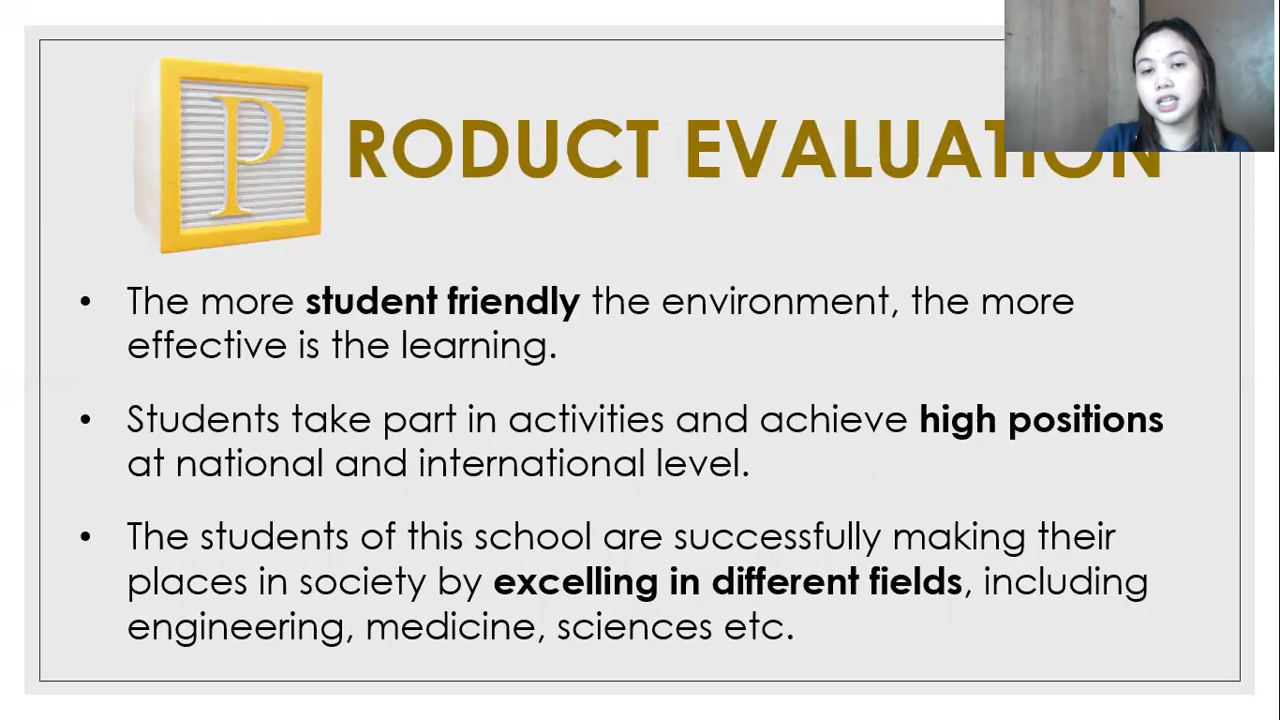 PRODUCT EVALUATION
• The more student friendly the environment, the more
effective is the learning.
• Students take part in activities and achieve high positions
at national and international level.
• The students of this school are successfully making their
places in society by excelling in different fields, including
engineering, medicine, sciences etc.